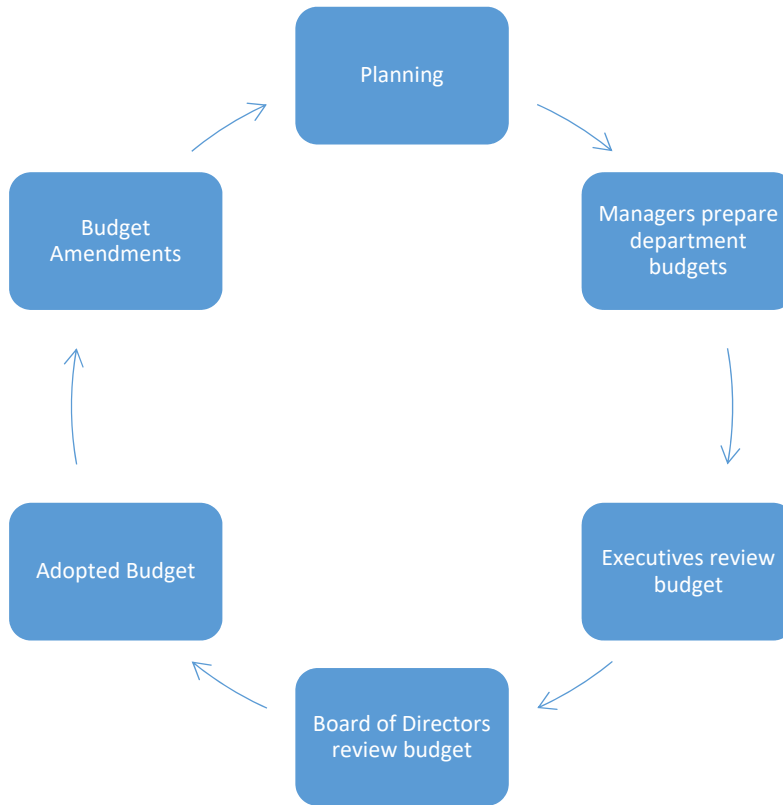 Planning
Managers prepare
department
budgets
Executives review
budget
Board of Directors
review budget
Adopted Budget
Budget
Amendments